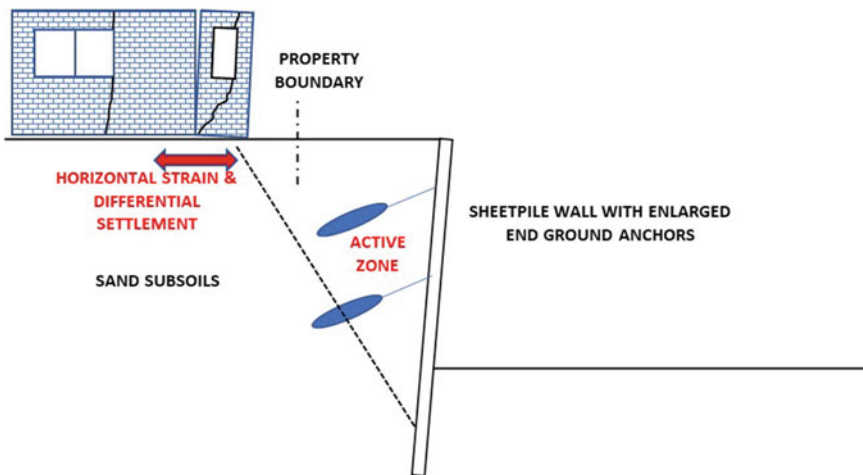 PROPERTY
BOUNDARY
HORIZONTAL STRAIN &
DIFFERENTIAL
SETTLEMENT
SHEETPILE WALL WITH ENLARGED
END GROUND ANCHORS
ACTIVE
ZONE
SAND SUBSOILS